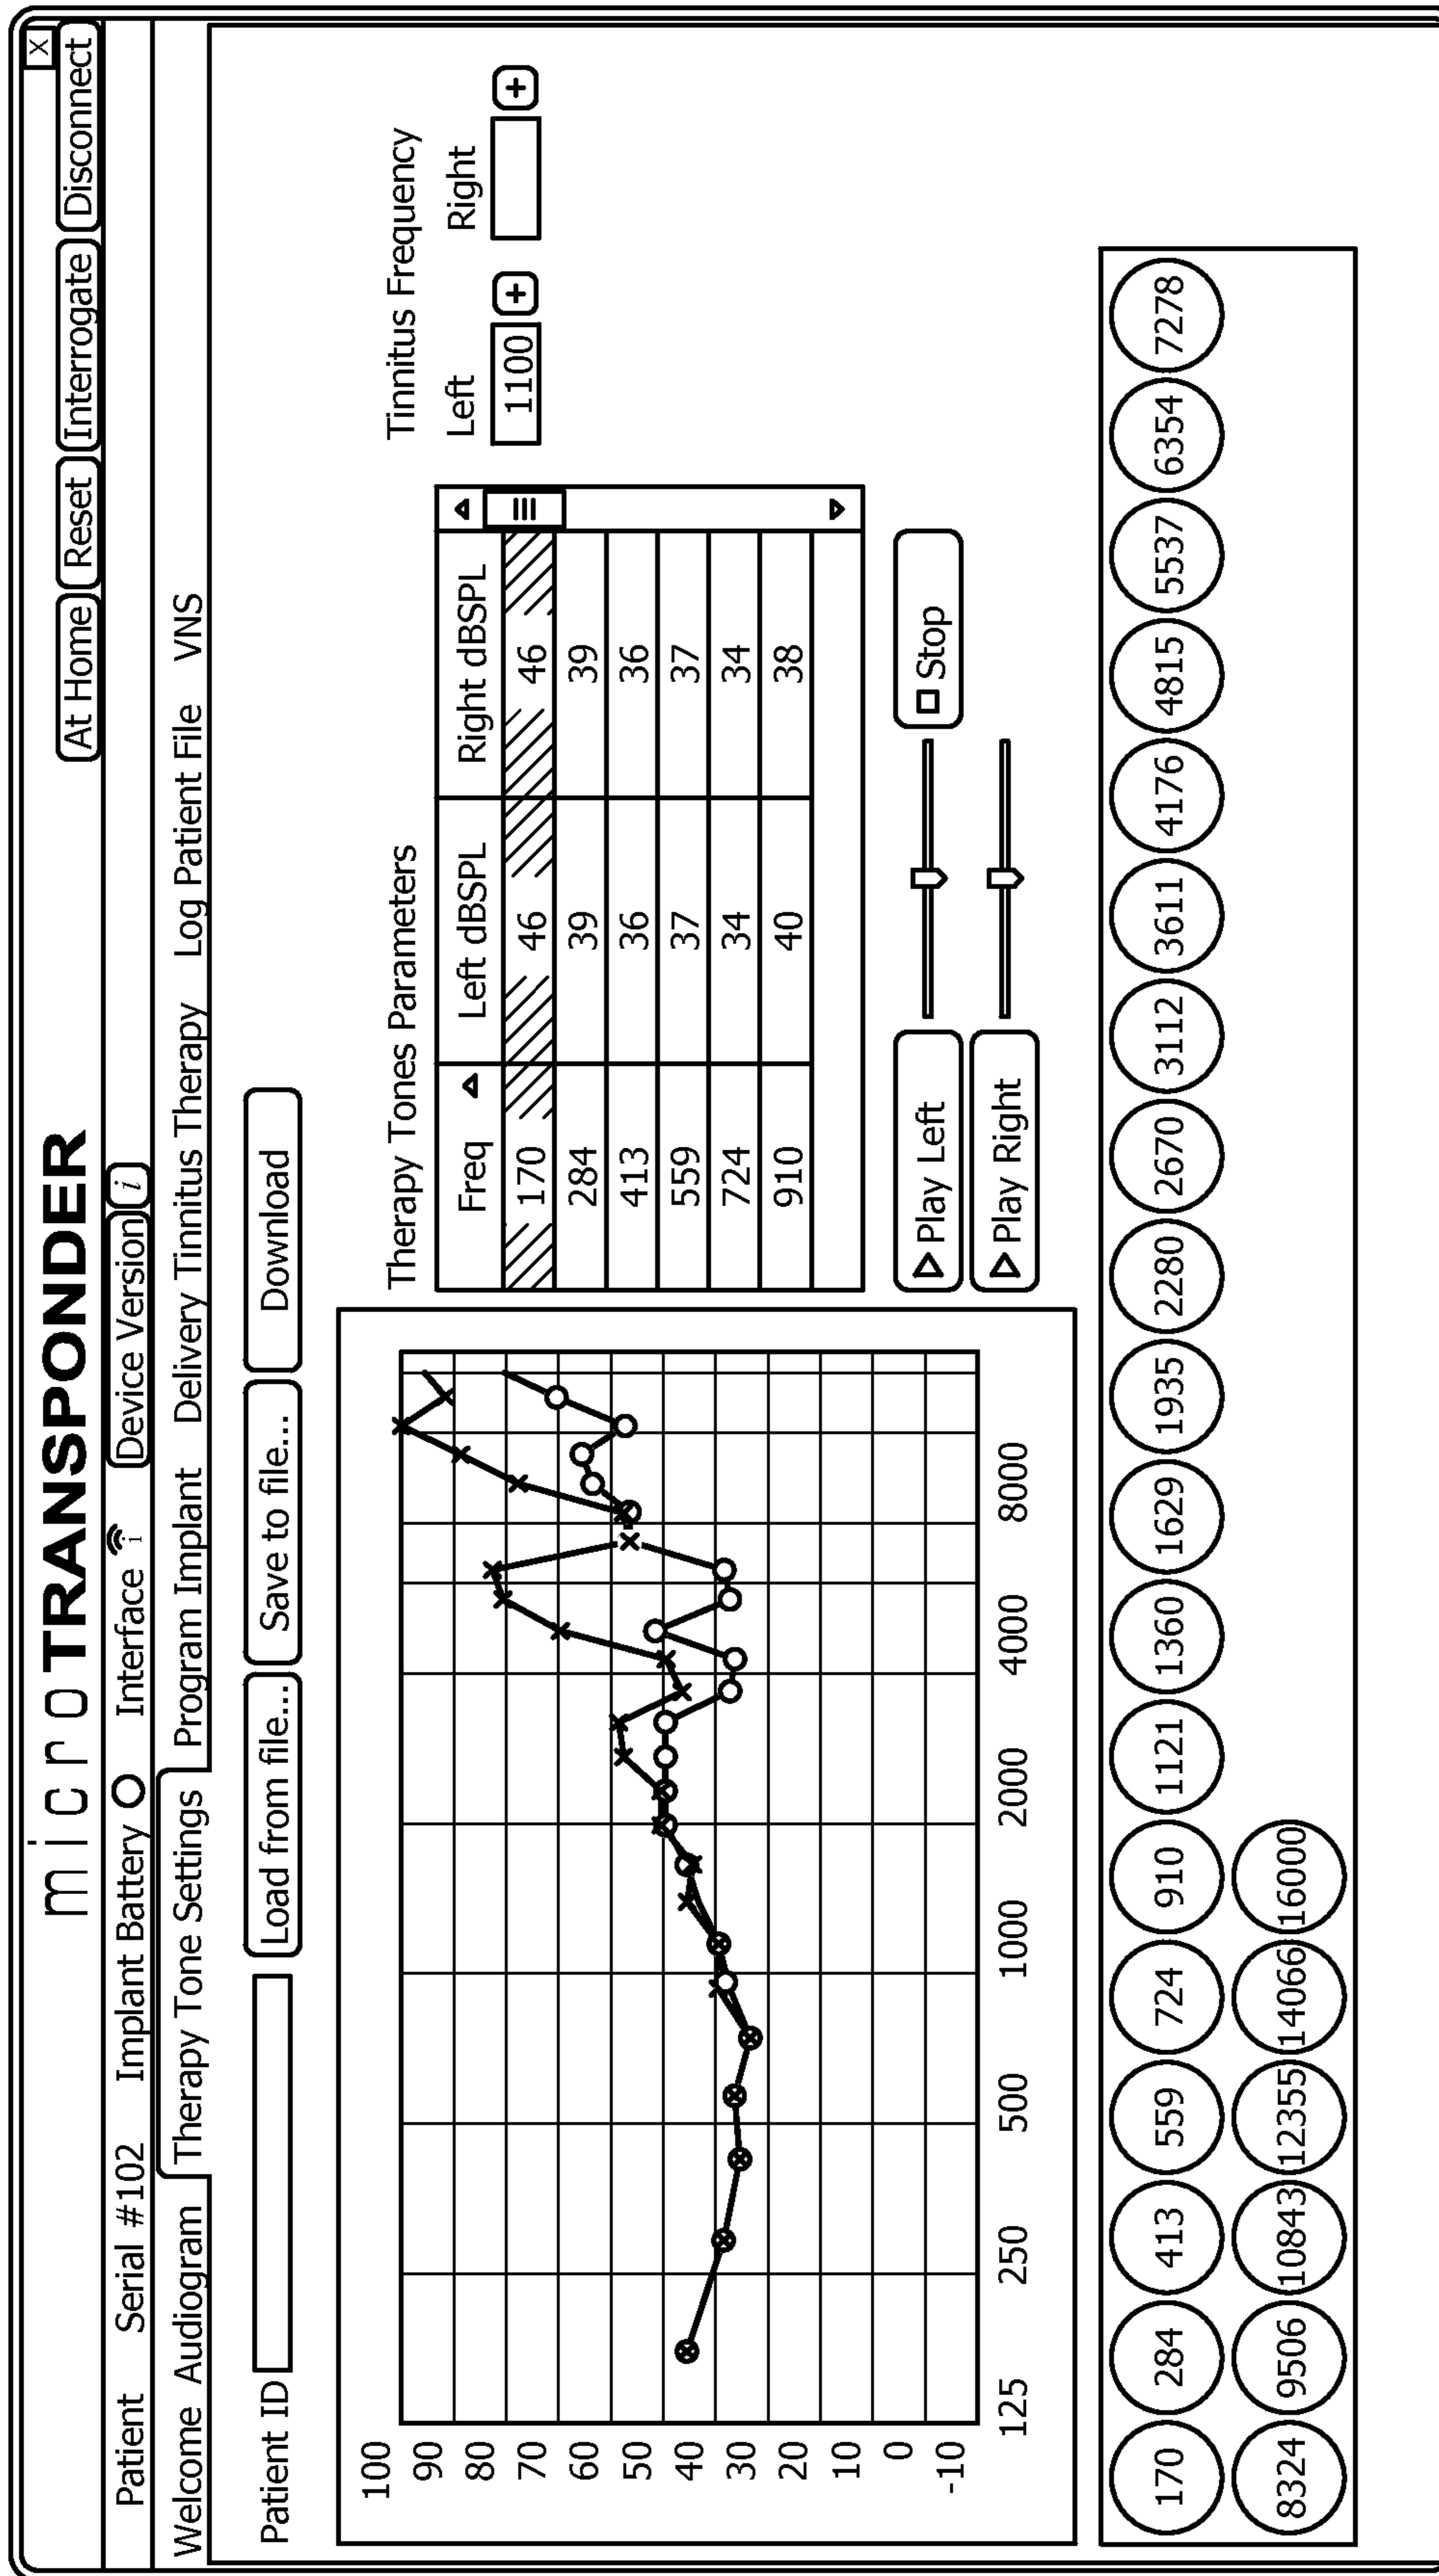 microTRANSPONDER
X
At Home Reset Interrogate Disconnect
Patient Serial #102 Implant Battery Interface i Device Version i
Welcome Audiogram Therapy Tone Settings Program Implant Delivery Tinnitus Therapy Log Patient File VNS
Patient ID Load from file... Save to file... Download
100
90
80
70
60
50
40
30
20
10
0
-10
125 250 500 1000 2000 4000 8000
Therapy Tones Parameters
Freq Left dBSPL Right dBSPL
170 46 46
284 39 39
413 36 36
559 37 37
724 34 34
910 40 38
Play Left Stop
Play Right
Tinnitus Frequency
Left Right
1100 + +
170 284 413 559 724 910 1121 1360 1629 1935 2280 2670 3112 3611 4176 4815 5537 6354 7278
8324 9506 10843 12355 14066 16000